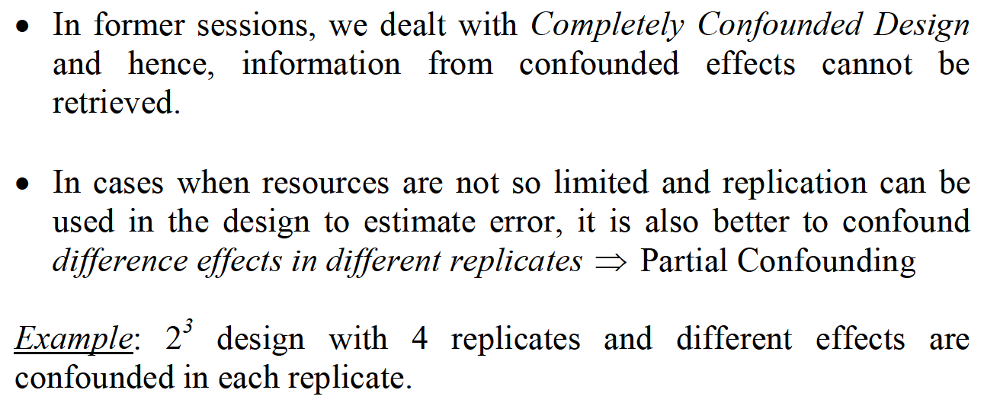 • In former sessions, we dealt with Completely Confounded Design
and hence, information from confounded effects cannot be
retrieved.
• In cases when resources are not so limited and replication can be
used in the design to estimate error, it is also better to confound
difference effects in different replicates ⇒ Partial Confounding
Example: 2³ design with 4 replicates and different effects are
confounded in each replicate.